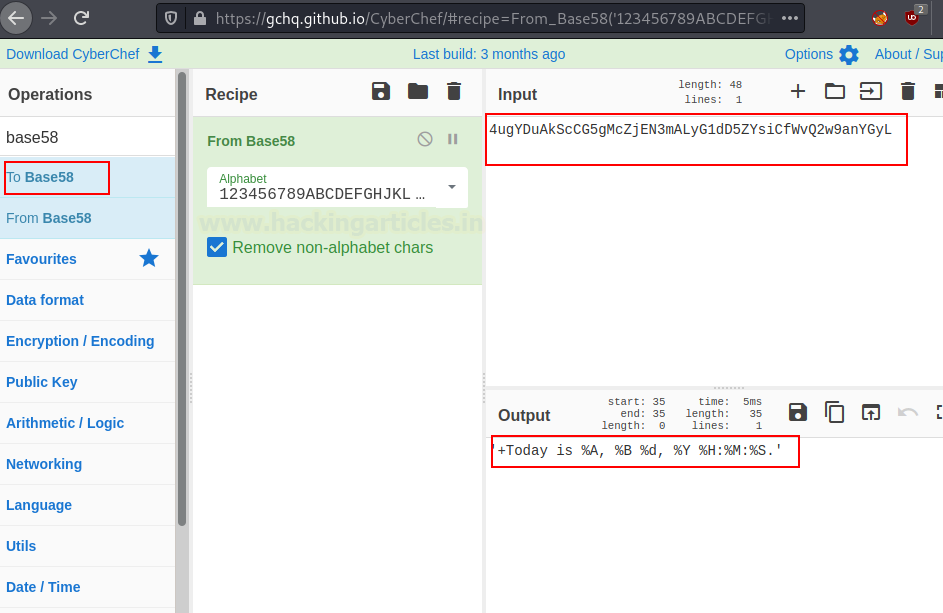 https://gchq.github.io/CyberChef/#recipe=From_Base58('123456789ABCDEFG
2
Download CyberChef
Last build: 3 months ago
Options
About / Sup
Operations
base58
To Base58
From Base58
Favourites
Data format
Encryption / Encoding
Public Key
Arithmetic / Logic
Networking
Language
Utils
Date / Time
Recipe
From Base58
Alphabet
123456789ABCDEFGHJKL …
www.hackingarticles.in
Remove non-alphabet chars
Input
length: 48
lines: 1
4ugYDuAkScCG5gMcZjEN3mALyG1dD5ZYsiCfWvQ2w9anYGyL
Output
start: 35
end: 35
length: 0
time: 5ms
length: 35
lines: 1
'+Today is %A, %B %d, %Y %H:%M:%S.'